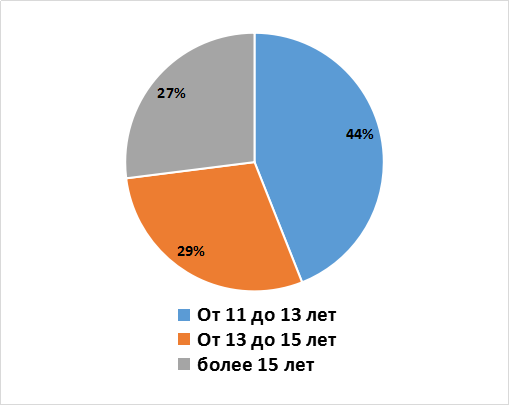 27%
44%
29%
От 11 до 13 лет
От 13 до 15 лет
более 15 лет